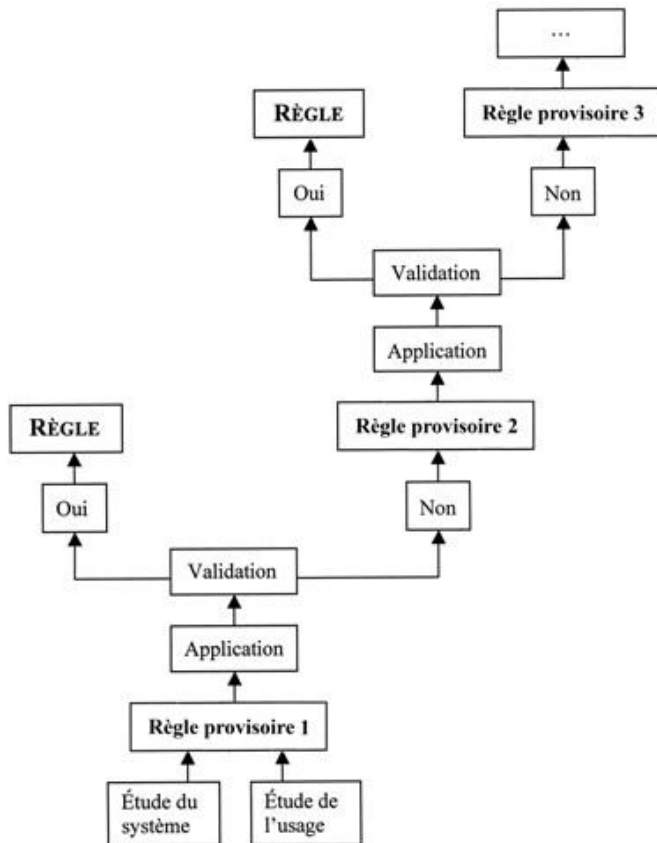 …
RÈGLE
Règle provisoire 3
Oui
Non
Validation
Application
RÈGLE
Règle provisoire 2
Oui
Non
Validation
Application
Règle provisoire 1
Étude du
système
Étude de
l'usage